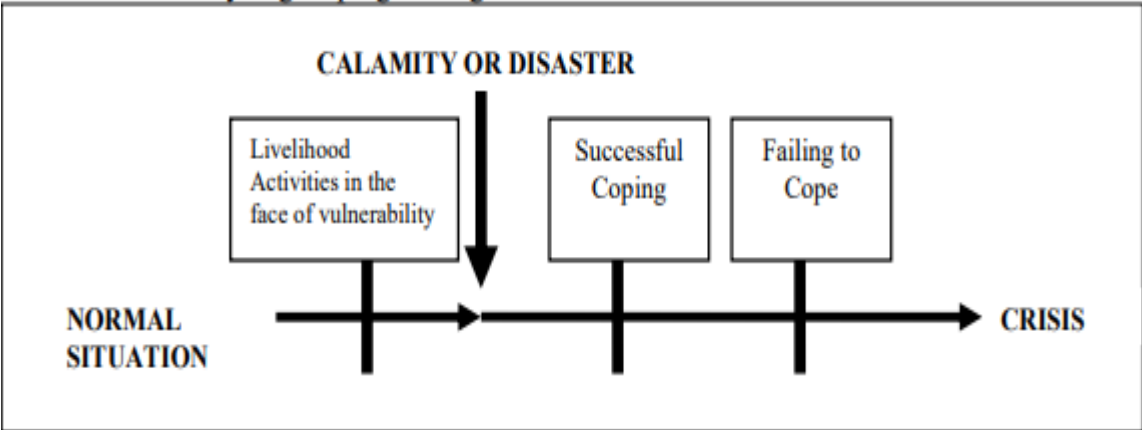 CALAMITY OR DISASTER
Livelihood
Activities in the
face of vulnerability
Successful
Coping
Failing to
Cope
NORMAL
SITUATION
CRISIS